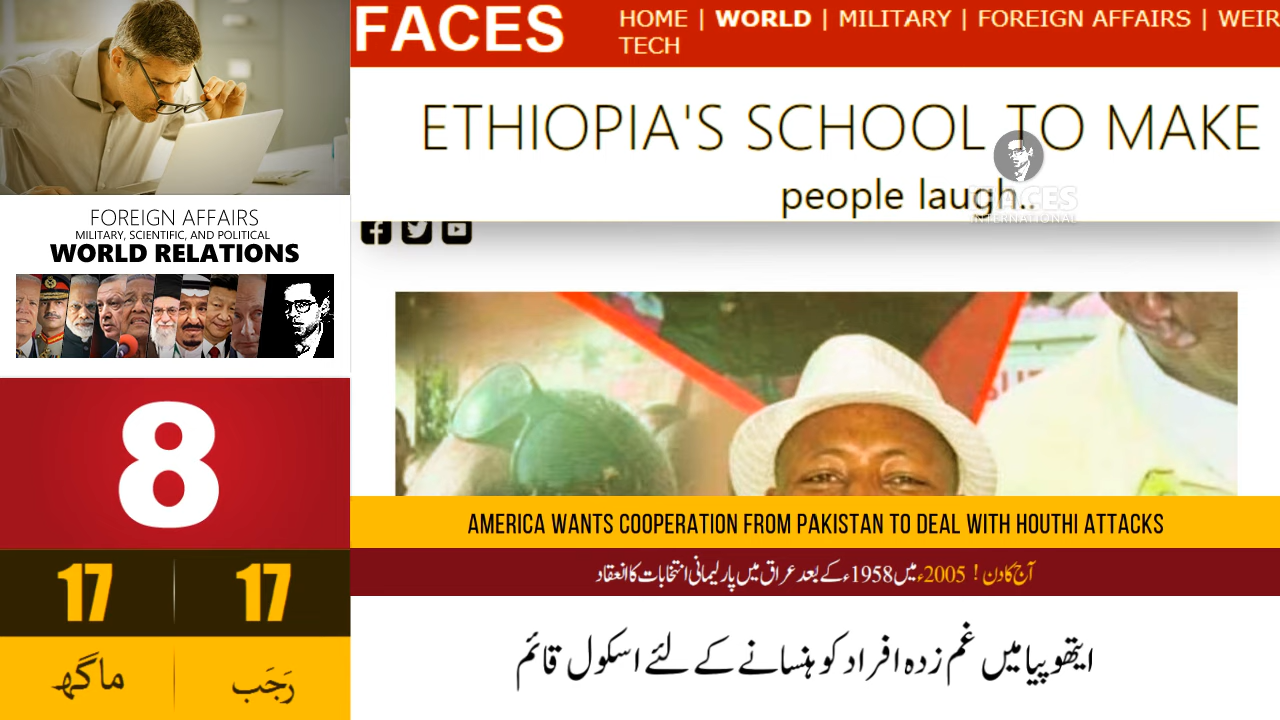 FACES
HOME | WORLD | MILITARY | FOREIGN AFFAIRS | WEIR
TECH
ETHIOPIA'S SCHOOL TO MAKE
people laugh..
FACES
INTERNATIONAL
FOREIGN AFFAIRS
MILITARY, SCIENTIFIC, AND POLITICAL
WORLD RELATIONS
8
17
17
ماگھ
رَجَب
AMERICA WANTS COOPERATION FROM PAKISTAN TO DEAL WITH HOUTHI ATTACKS
آج کا دن ! 2005ء میں 1958ء کے بعد عراق میں پارلیمانی انتخابات کا انعقاد
ایتھوپیا میں غم زدہ افراد کو ہنسانے کے لئے اسکول قائم